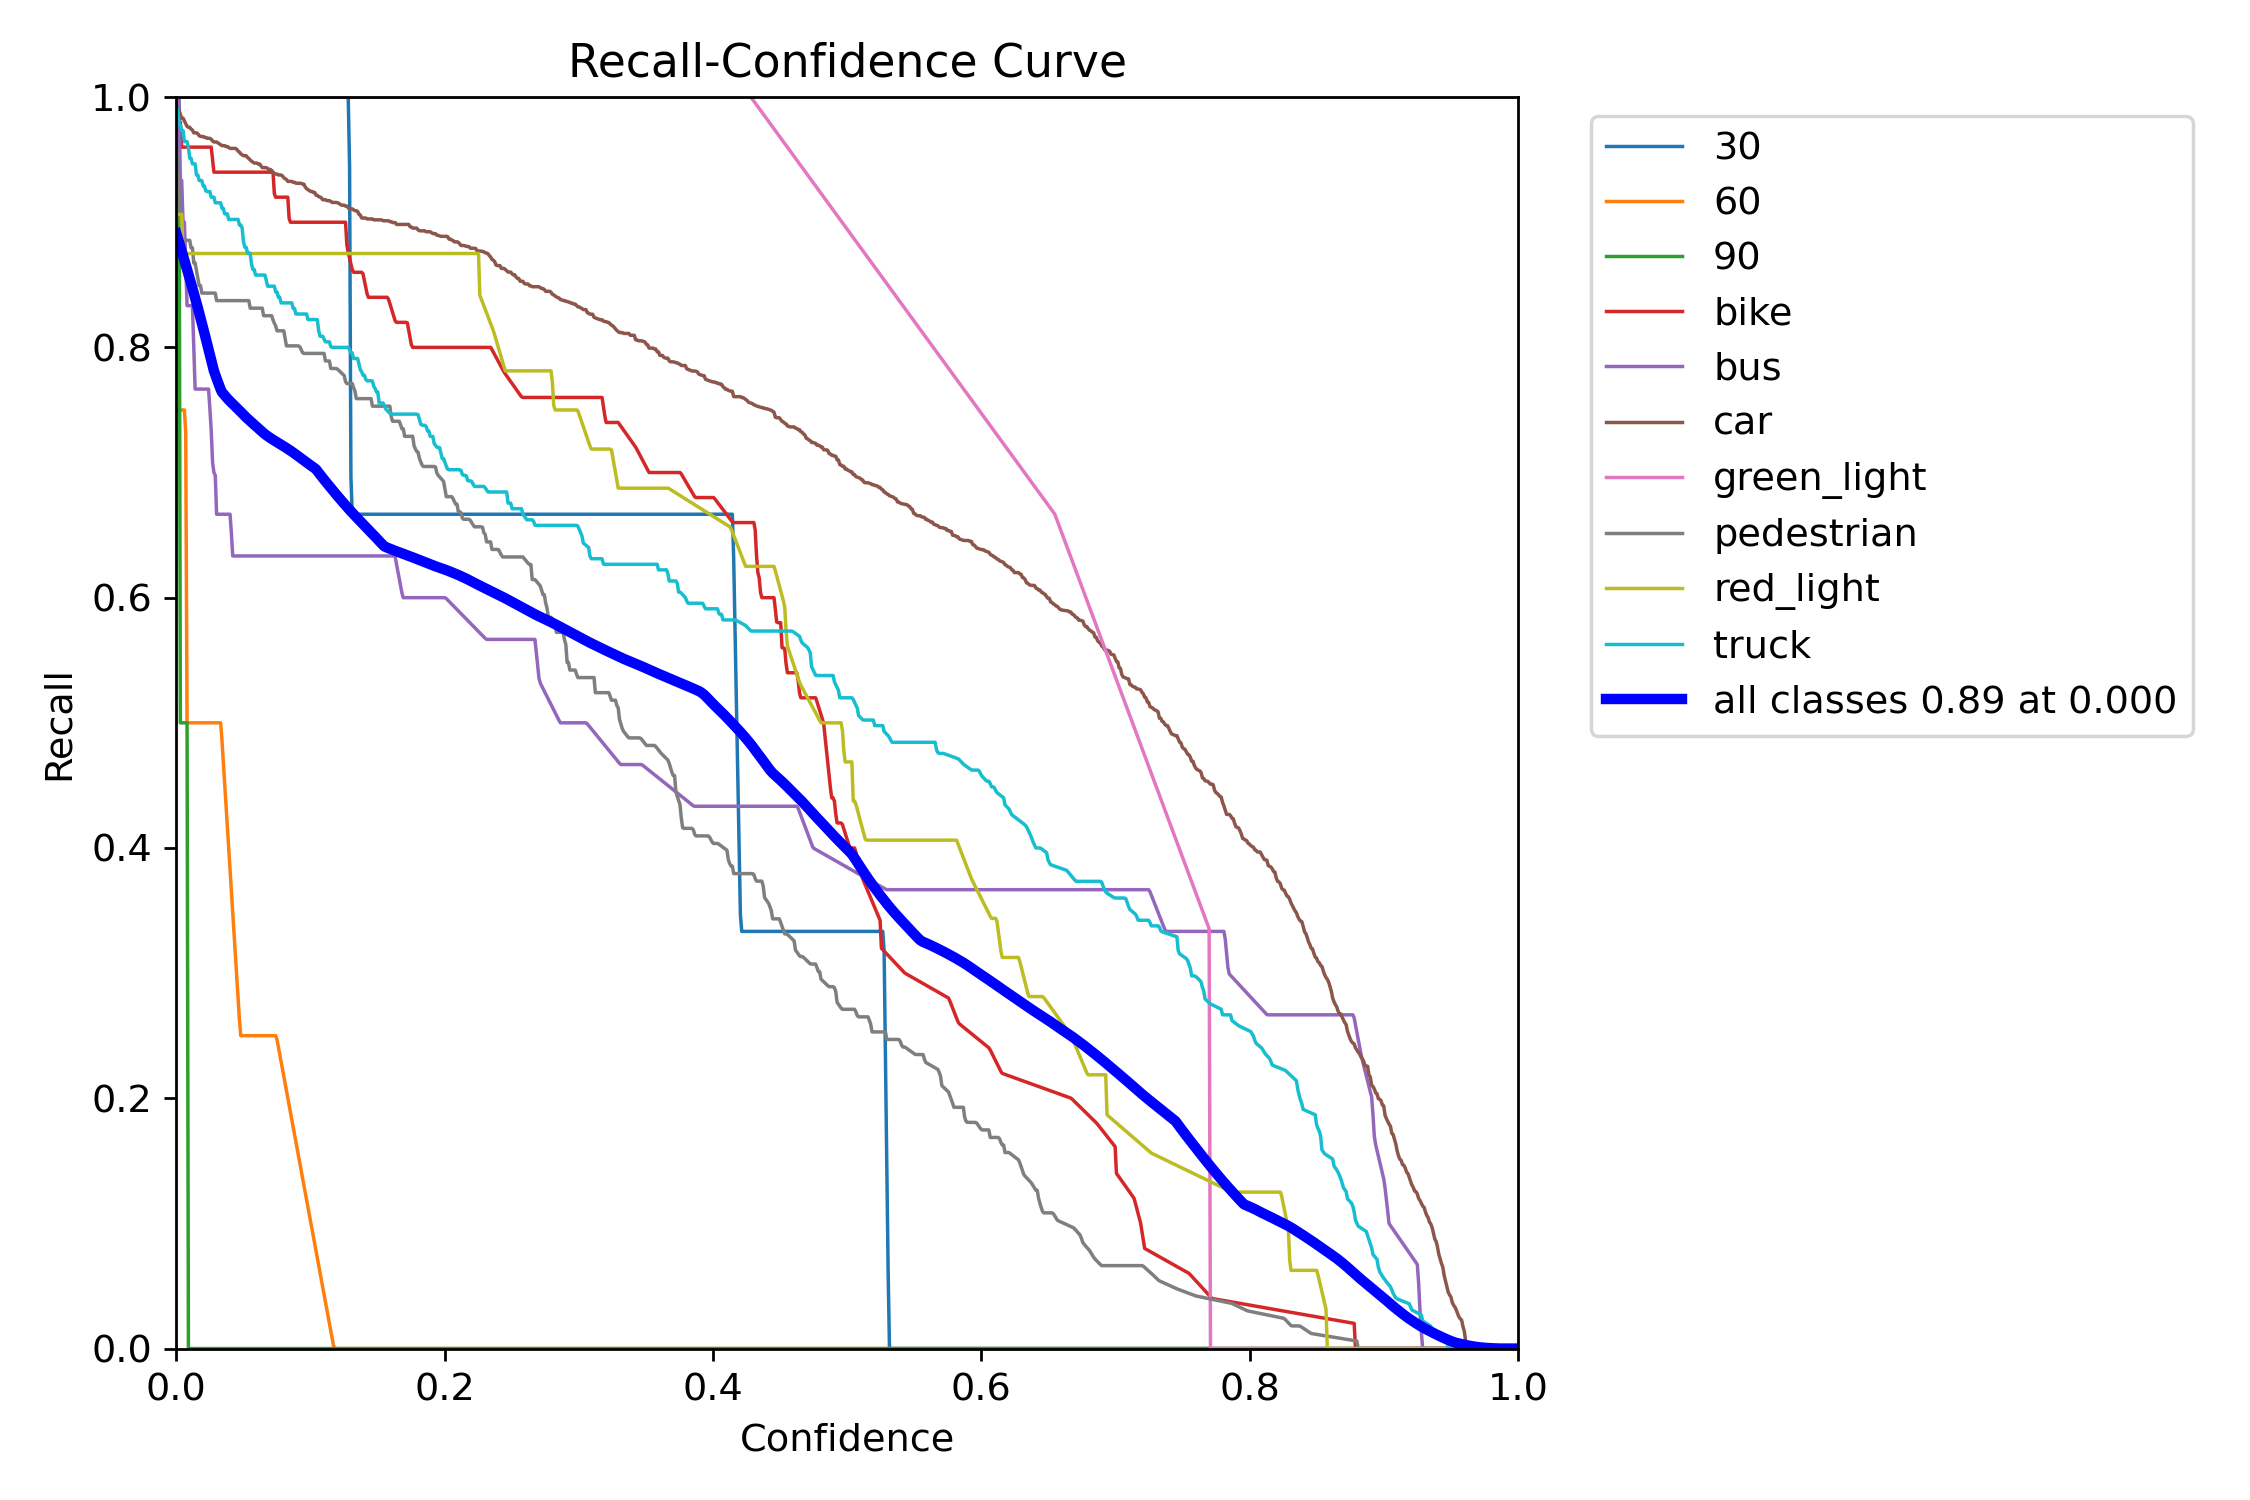 Recall-Confidence Curve
1.0
0.8
0.6
0.4
0.2
0.0
Recall
0.0 0.2 0.4 0.6 0.8 1.0
Confidence
30
60
90
bike
bus
car
green_light
pedestrian
red_light
truck
all classes 0.89 at 0.000